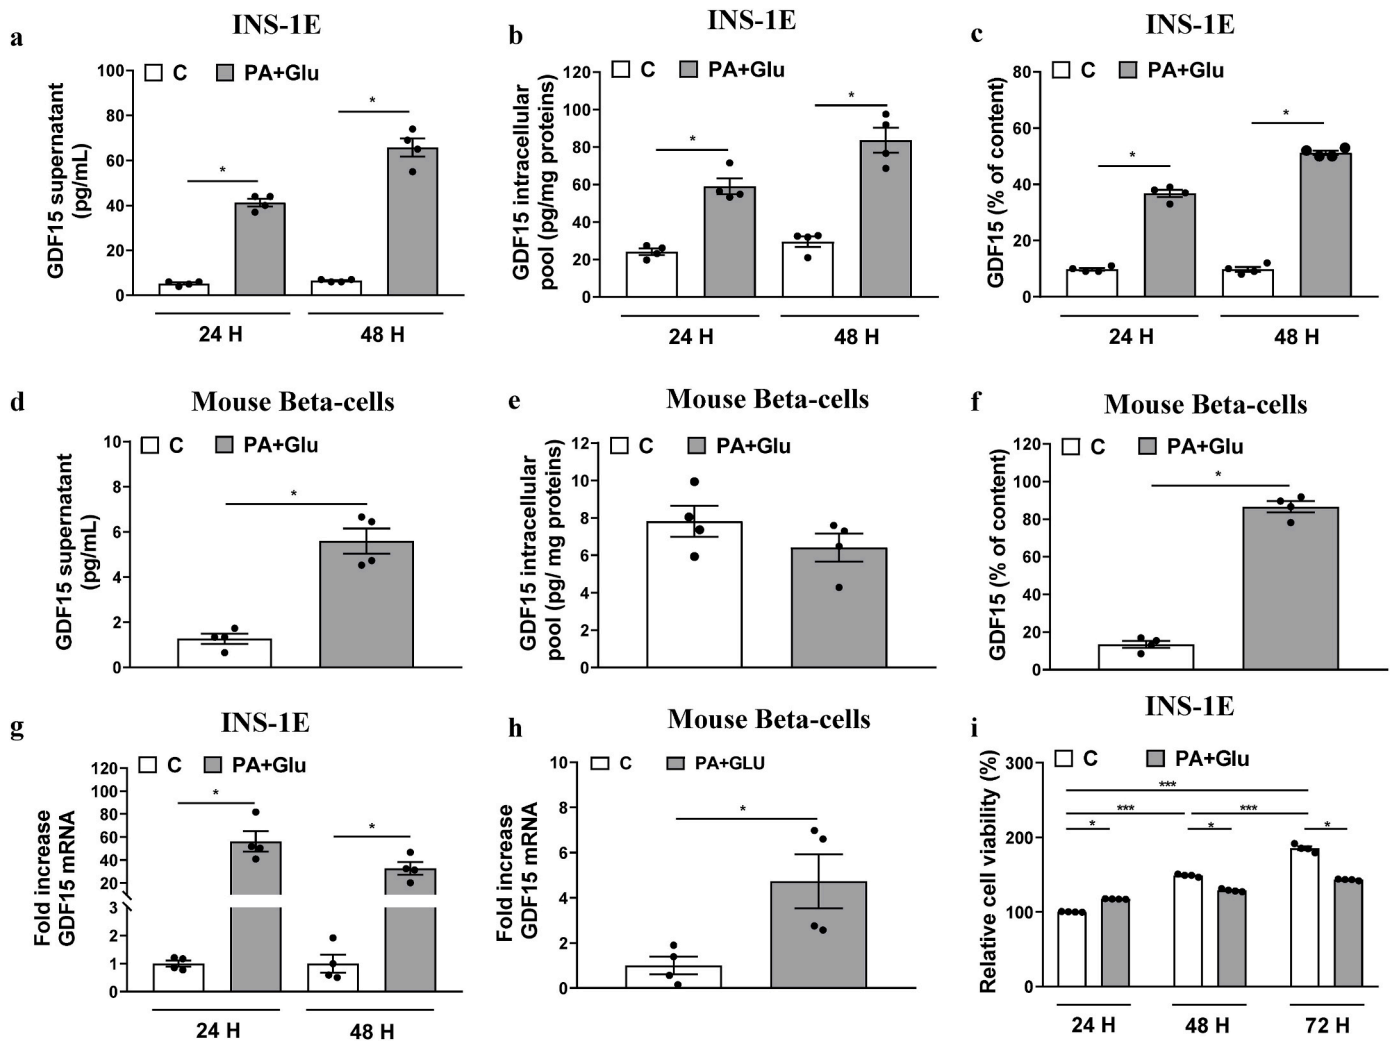 a
INS-1E
C PA+Glu
GDF15 supernatant
(pg/mL)
100
80
60
40
20
0
*
*
24 H
48 H
b
INS-1E
C PA+Glu
GDF15 intracellular
pool (pg/mg proteins)
120
100
80
60
40
20
0
*
*
24 H
48 H
c
INS-1E
C PA+Glu
GDF15 (% of content)
80
60
40
20
0
*
*
24 H
48 H
d
Mouse Beta-cells
C PA+Glu
GDF15 supernatant
(pg/mL)
10
8
6
4
2
0
*
e
Mouse Beta-cells
C PA+Glu
GDF15 intracellular
pool (pg/ mg proteins)
12
10
8
6
4
2
0
f
Mouse Beta-cells
C PA+Glu
GDF15 (% of content)
120
100
80
60
40
20
0
*
g
INS-1E
C PA+Glu
Fold increase
GDF15 mRNA
120
100
80
60
40
20
3
2
1
0
*
*
24 H
48 H
h
Mouse Beta-cells
C PA+GLU
Fold increase
GDF15 mRNA
10
8
6
4
2
0
*
i
INS-1E
C PA+Glu
Relative cell viability (%)
300
200
100
0
***
*** ***
* * *
24 H
48 H
72 H